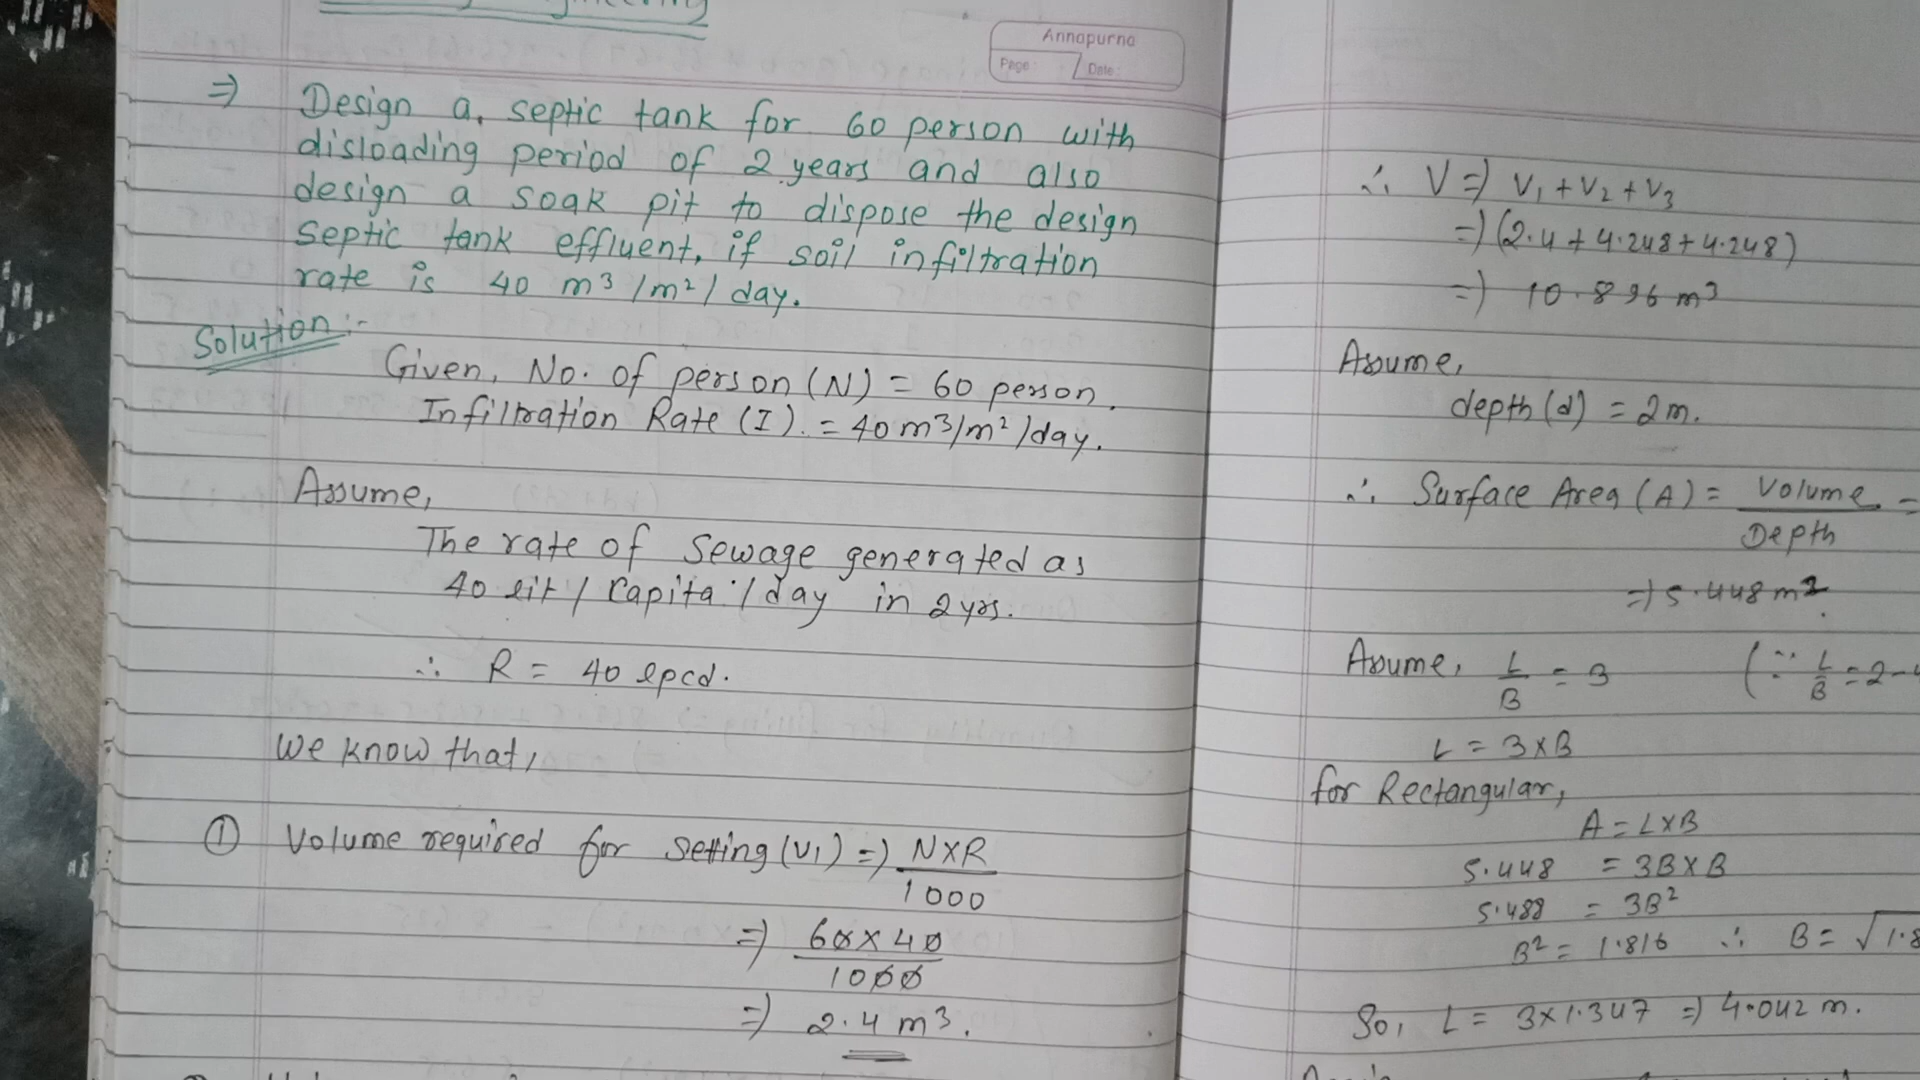 Annapurna
Page: Date:
⇒ Design a septic tank for 60 person with
disloading period of 2 years and also
design a soak pit to dispose the design
septic tank effluent, if soil infiltration
rate is 40 m³/m²/day.
Solution:-
Given, No. of person (N) = 60 person.
Infiltration Rate (I). = 40 m³/m²/day.
Assume,
The rate of sewage generated as
40 lit / Capita / day in 2 yrs.
∴ R = 40 lpcd.
We know that,
① Volume required for Setting (V₁) ⇒ N×R
1000
⇒ 60 × 40
1000
⇒ 2.4 m³.
∴ V ⇒ V₁ + V₂ + V₃
⇒ (2.4 + 4.248 + 4.248)
⇒ 10.896 m³
Assume,
depth (d) = 2m.
∴ Surface Area (A) = Volume =
Depth
⇒ 5.448 m²
Assume, L/B = 3 (∵ L/B = 2-4
L = 3×B
for Rectangular,
A = L×B
5.448 = 3B×B
5.488 = 3B²
B² = 1.816 ∴ B = √1.8
So, L = 3×1.347 ⇒ 4.042 m.